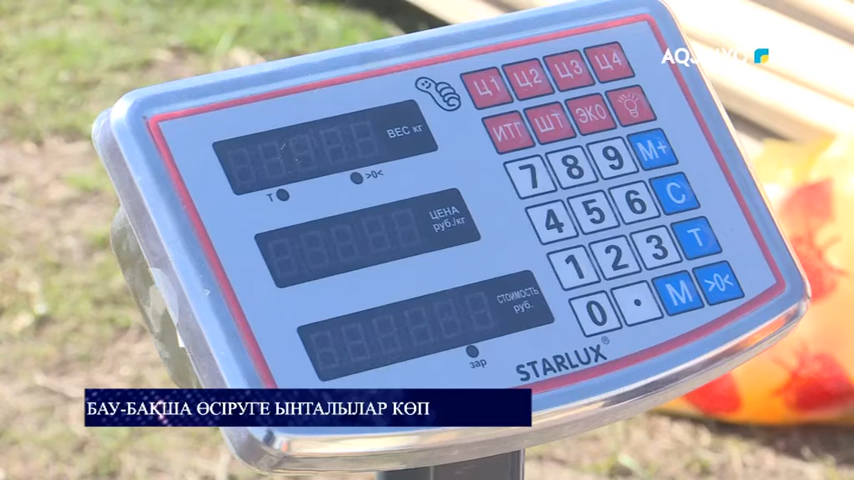 Ц1 Ц2 Ц3 Ц4
ИТГ ШТ ЭКО
ВЕС кг
T >0<
7 8 9 M+
ЦЕНА
руб./кг
4 5 6 C
1 2 3 T
СТОИМОСТЬ
руб.
0 . M >0<
зар
STARLUX®
БАУ-БАҚША ӨСІРУГЕ ЫНТАЛЫЛАР КӨП